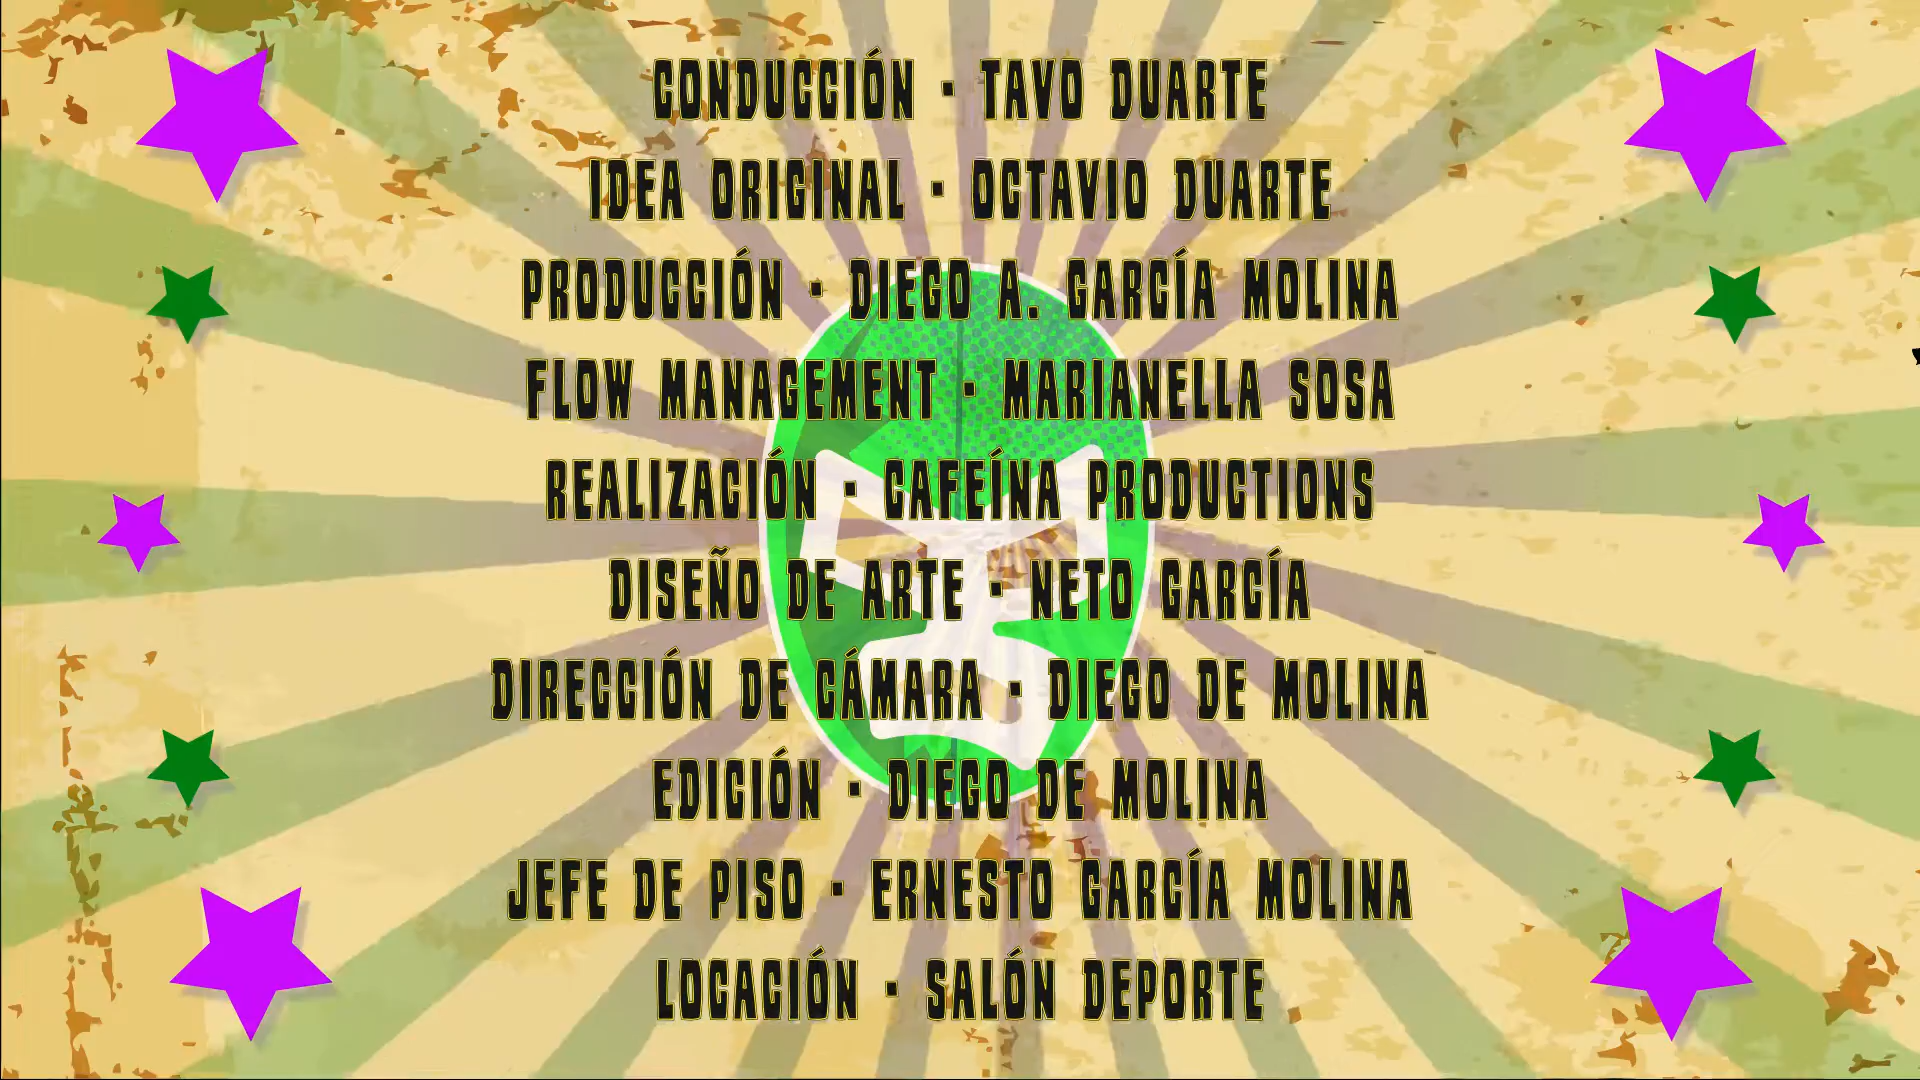 CONDUCCIÓN · TAVO DUARTE
IDEA ORIGINAL · OCTAVIO DUARTE
PRODUCCIÓN · DIEGO A. GARCÍA MOLINA
FLOW MANAGEMENT · MARIANELLA SOSA
REALIZACIÓN · CAFEÍNA PRODUCTIONS
DISEÑO DE ARTE · NETO GARCÍA
DIRECCIÓN DE CÁMARA · DIEGO DE MOLINA
EDICIÓN · DIEGO DE MOLINA
JEFE DE PISO · ERNESTO GARCÍA MOLINA
LOCACIÓN · SALÓN DEPORTE